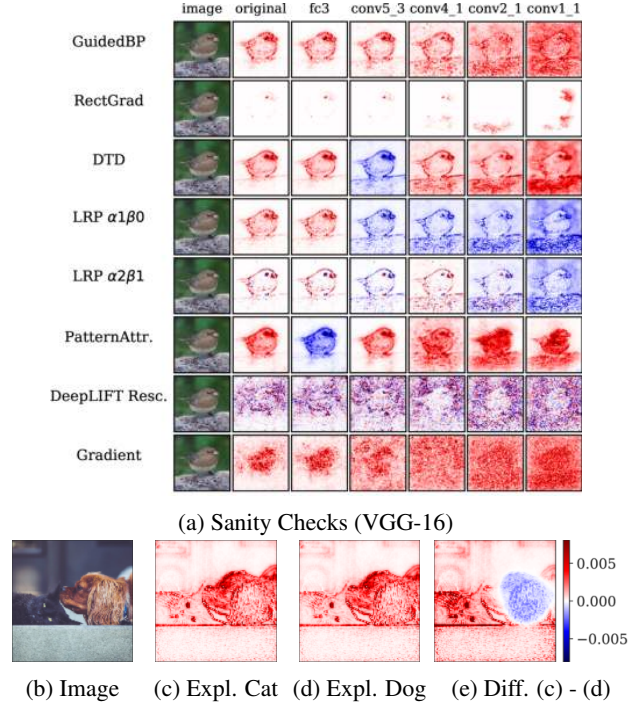 image original fc3 conv5_3 conv4_1 conv2_1 conv1_1
GuidedBP
RectGrad
DTD
LRP α1β0
LRP α2β1
PatternAttr.
DeepLIFT Resc.
Gradient
(a) Sanity Checks (VGG-16)
0.005
0.000
−0.005
(b) Image (c) Expl. Cat (d) Expl. Dog (e) Diff. (c) - (d)